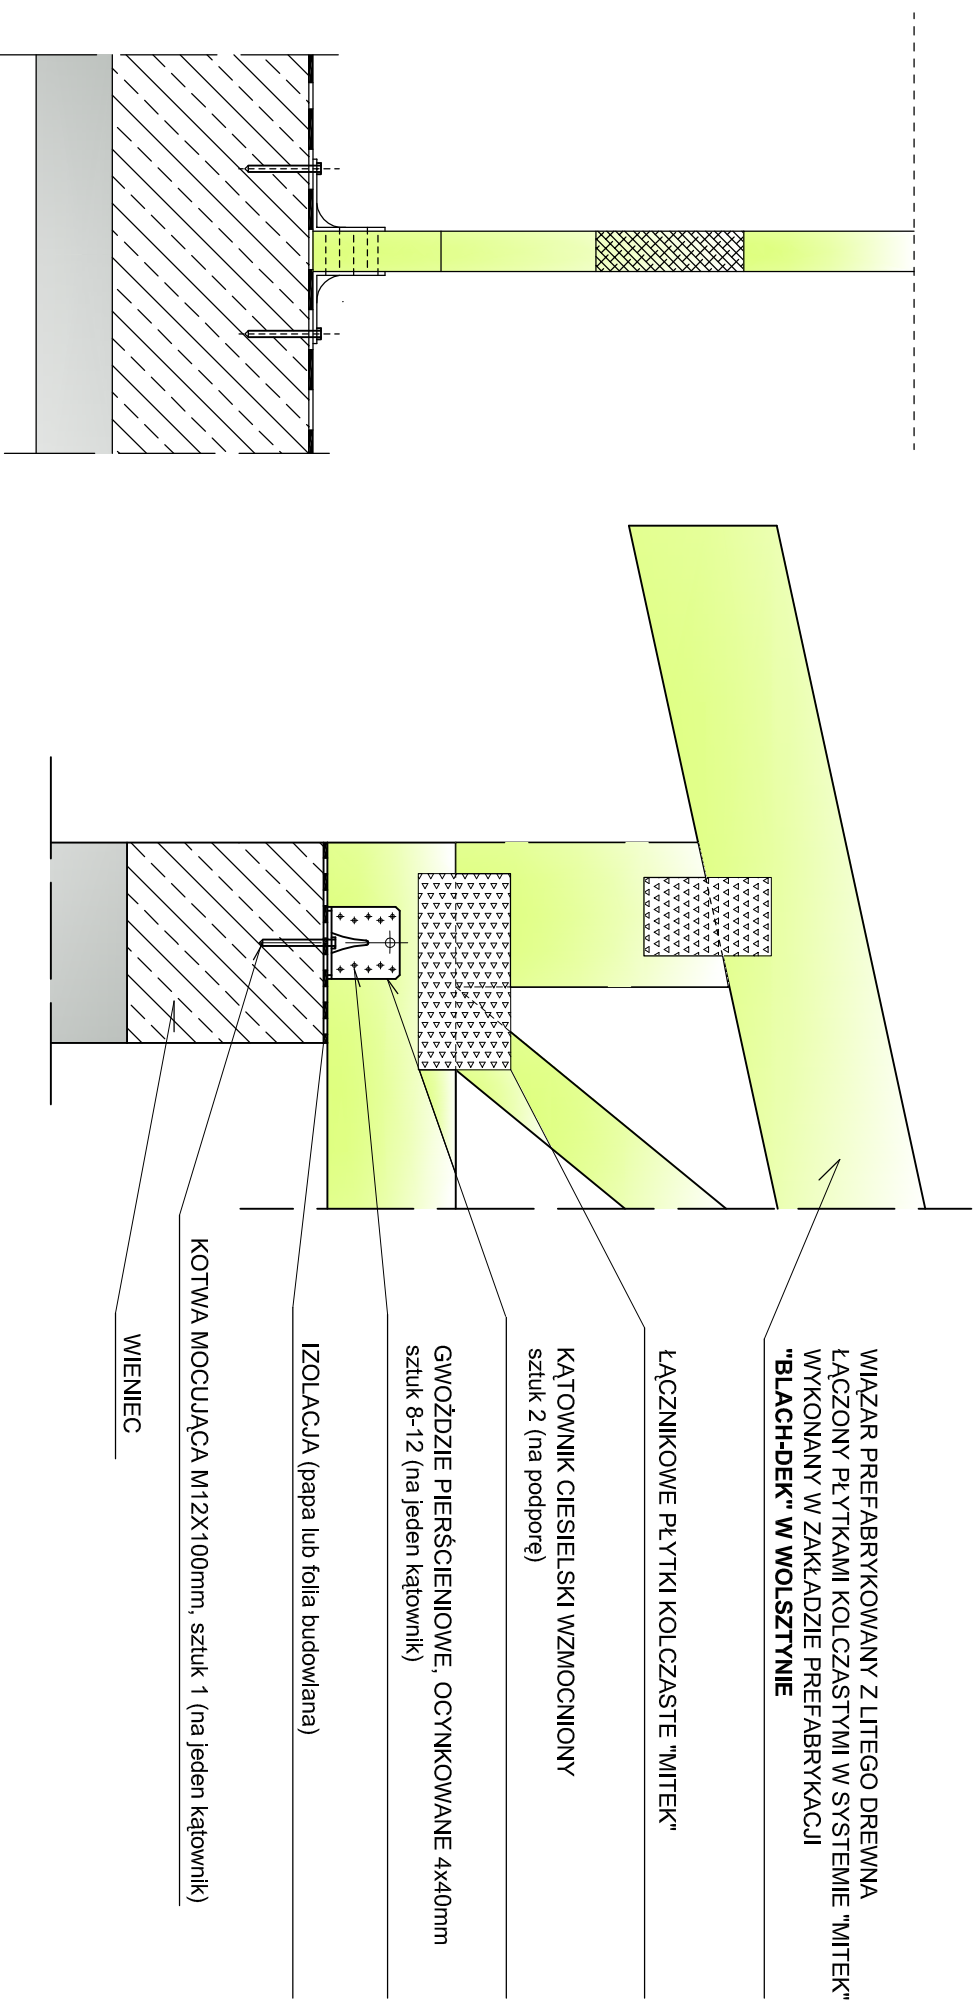 WIĄZAR PREFABRYKOWANY Z LITEGO DREWNA
ŁĄCZONY PŁYTKAMI KOLCZASTYMI W SYSTEMIE "MITEK"
WYKONANY W ZAKŁADZIE PREFABRYKACJI
"BLACH-DEK" W WOLSZTYNIE
ŁĄCZNIKOWE PŁYTKI KOLCZASTE "MITEK"
KĄTOWNIK CIESIELSKI WZMOCNIONY
sztuk 2 (na podporę)
GWOŹDZIE PIERŚCIENIOWE, OCYNKOWANE 4x40mm
sztuk 8-12 (na jeden kątownik)
IZOLACJA (papa lub folia budowlana)
KOTWA MOCUJĄCA M12X100mm, sztuk 1 (na jeden kątownik)
WIENIEC